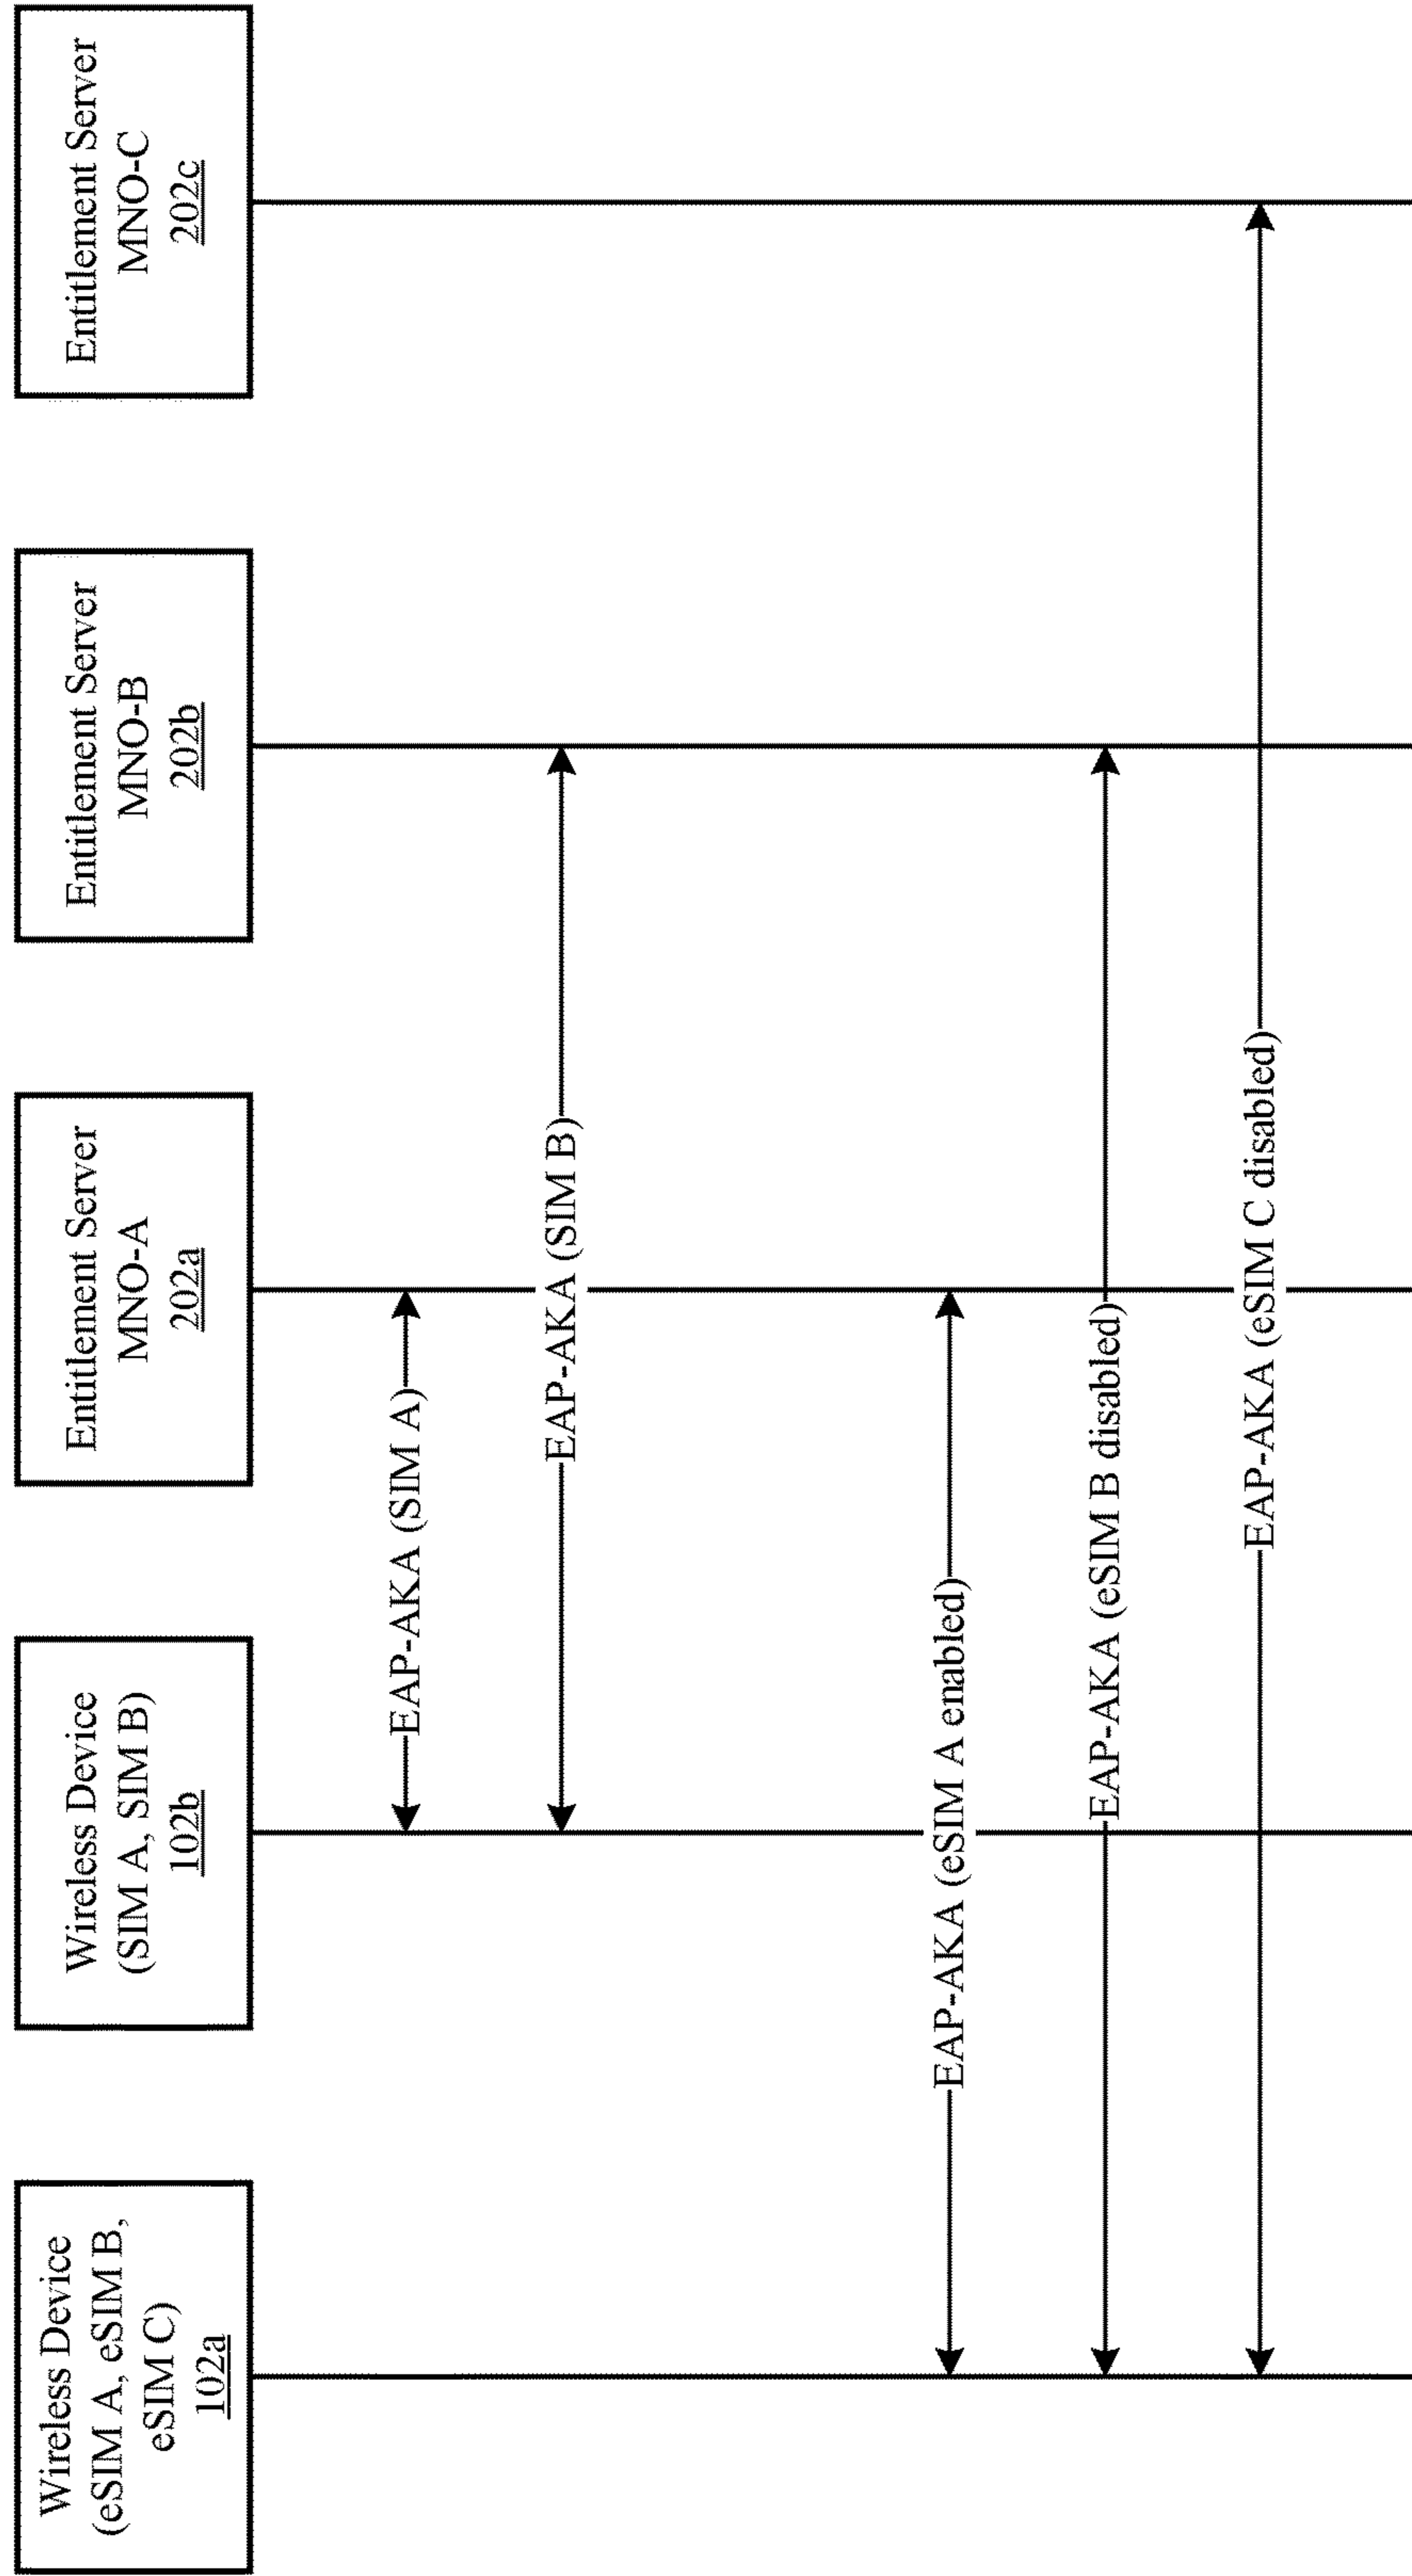 Wireless Device
(eSIM A, eSIM B,
eSIM C)
102a
Wireless Device
(SIM A, SIM B)
102b
Entitlement Server
MNO-A
202a
Entitlement Server
MNO-B
202b
Entitlement Server
MNO-C
202c
EAP-AKA (SIM A)
EAP-AKA (SIM B)
EAP-AKA (eSIM A enabled)
EAP-AKA (eSIM B disabled)
EAP-AKA (eSIM C disabled)